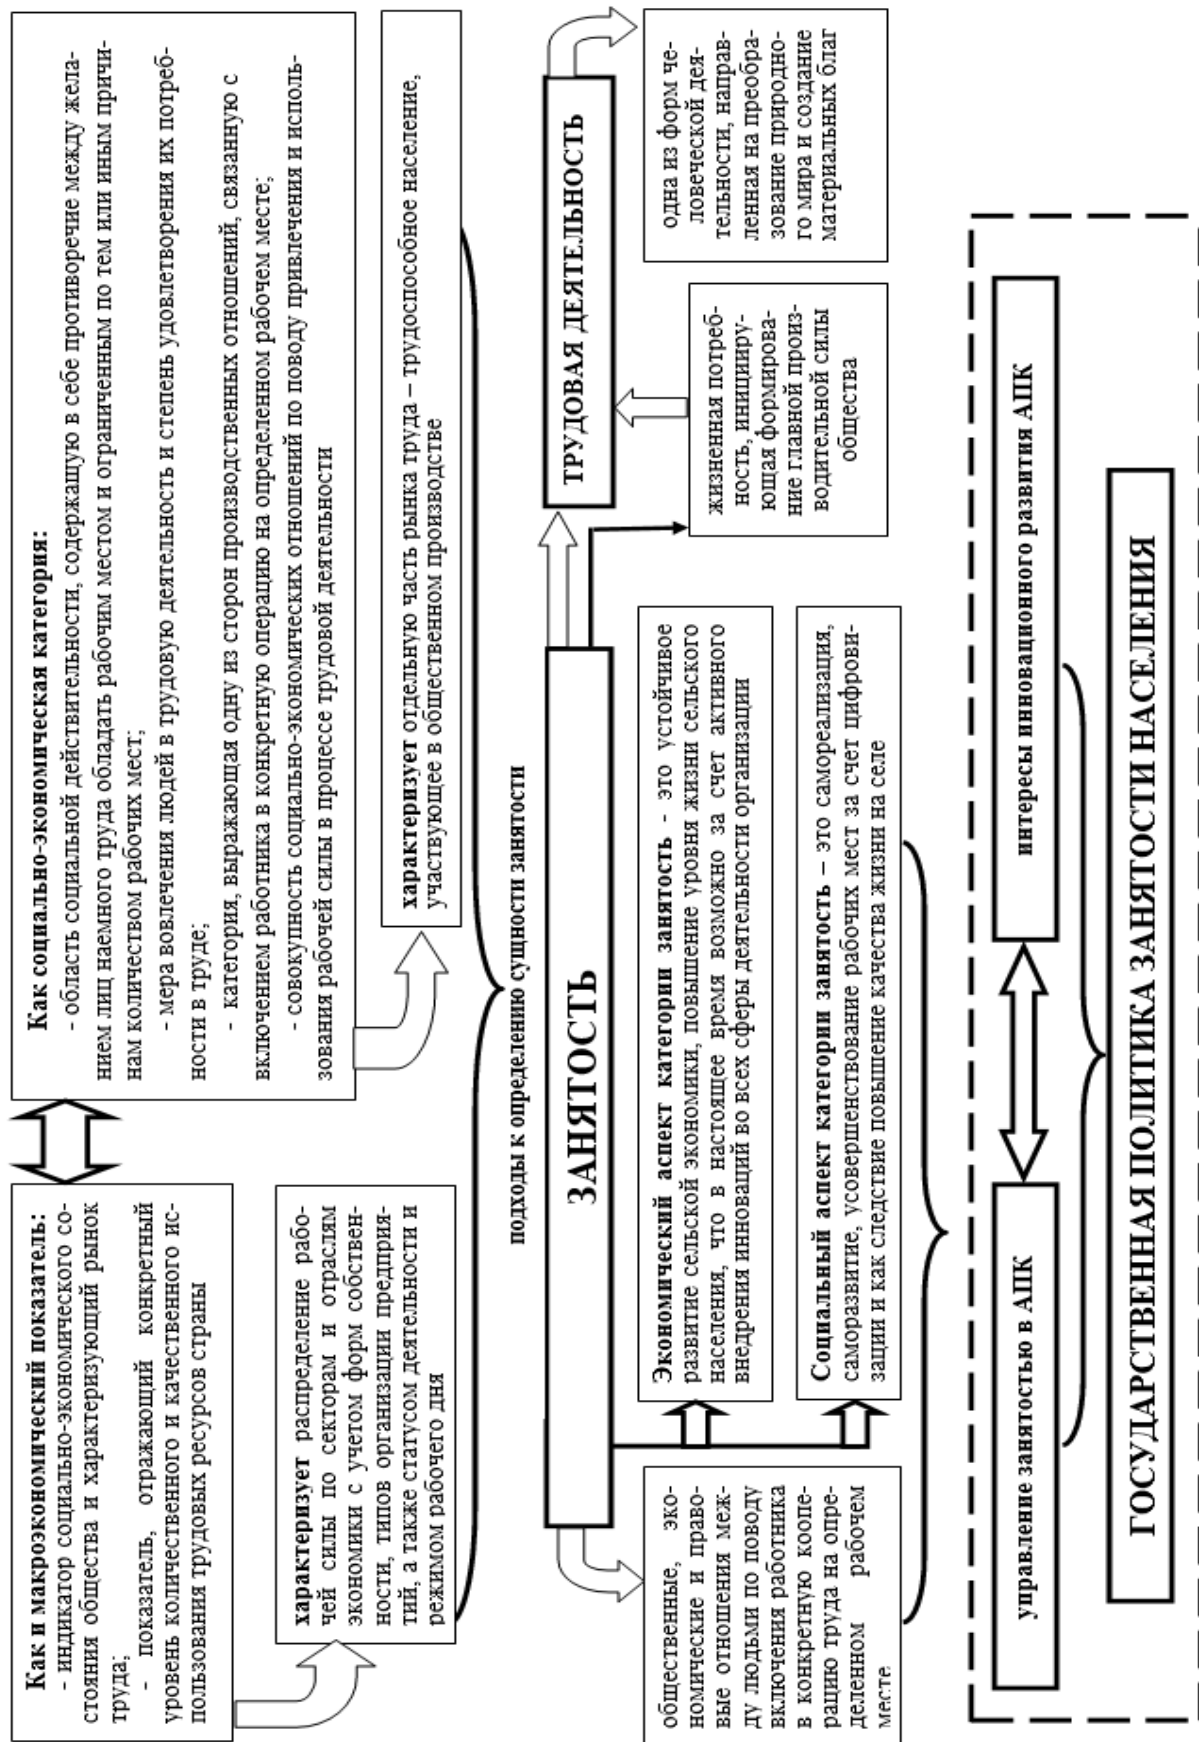 Как и макроэкономический показатель:
- индикатор социально-экономического со-
стояния общества и характеризующий рынок
труда;
- показатель, отражающий конкретный
уровень количественного и качественного ис-
пользования трудовых ресурсов страны
Как социально-экономическая категория:
- область социальной действительности, содержащую в себе противоречие между жела-
нием лиц наемного труда обладать рабочим местом и ограниченным по тем или иным причи-
нам количеством рабочих мест;
- мера вовлечения людей в трудовую деятельность и степень удовлетворения их потреб-
ности в труде;
- категория, выражающая одну из сторон производственных отношений, связанную с
включением работника в конкретную операцию на определенном рабочем месте;
- совокупность социально-экономических отношений по поводу привлечения и исполь-
зования рабочей силы в процессе трудовой деятельности
характеризует распределение рабо-
чей силы по секторам и отраслям
экономики с учетом форм собствен-
ности, типов организации предприя-
тий, а также статусом деятельности и
режимом рабочего дня
характеризует отдельную часть рынка труда – трудоспособное население,
участвующее в общественном производстве
подходы к определению сущности занятости
ЗАНЯТОСТЬ
ТРУДОВАЯ ДЕЯТЕЛЬНОСТЬ
общественные, эко-
номические и право-
вые отношения меж-
ду людьми по поводу
включения работника
в конкретную коопе-
рацию труда на опре-
деленном рабочем
месте.
Экономический аспект категории занятость - это устойчивое
развитие сельской экономики, повышение уровня жизни сельского
населения, что в настоящее время возможно за счет активного
внедрения инноваций во всех сферы деятельности организации
Социальный аспект категории занятость – это самореализация,
саморазвитие, усовершенствование рабочих мест за счет цифрови-
зации и как следствие повышение качества жизни на селе
жизненная потреб-
ность, иницииру-
ющая формирова-
ние главной произ-
водительной силы
общества
одна из форм че-
ловеческой дея-
тельности, направ-
ленная на преобра-
зование природно-
го мира и создание
материальных благ
управление занятостью в АПК
интересы инновационного развития АПК
ГОСУДАРСТВЕННАЯ ПОЛИТИКА ЗАНЯТОСТИ НАСЕЛЕНИЯ